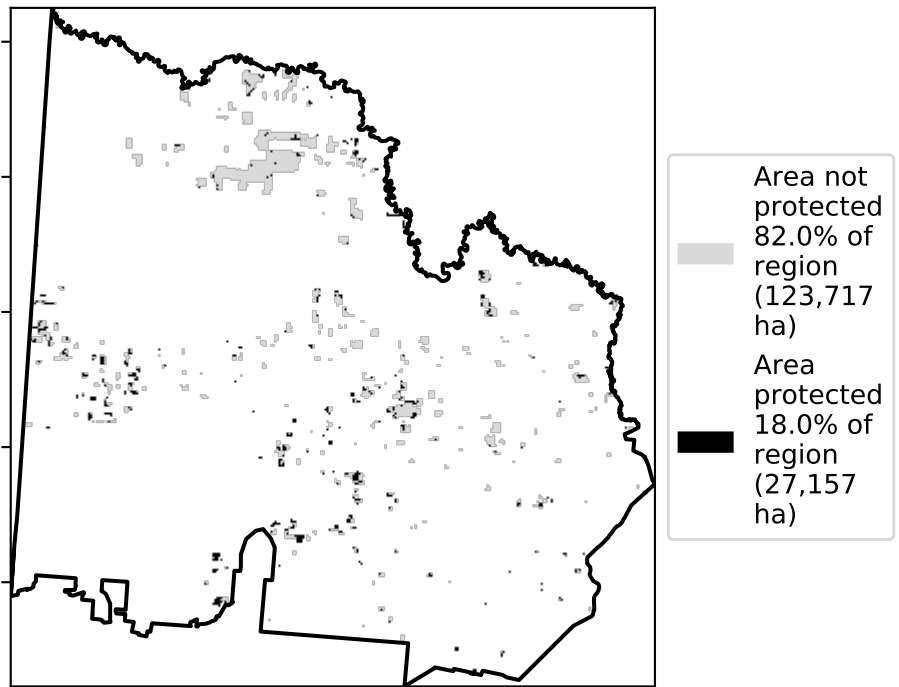 Area not
protected
82.0% of
region
(123,717
ha)
Area
protected
18.0% of
region
(27,157
ha)